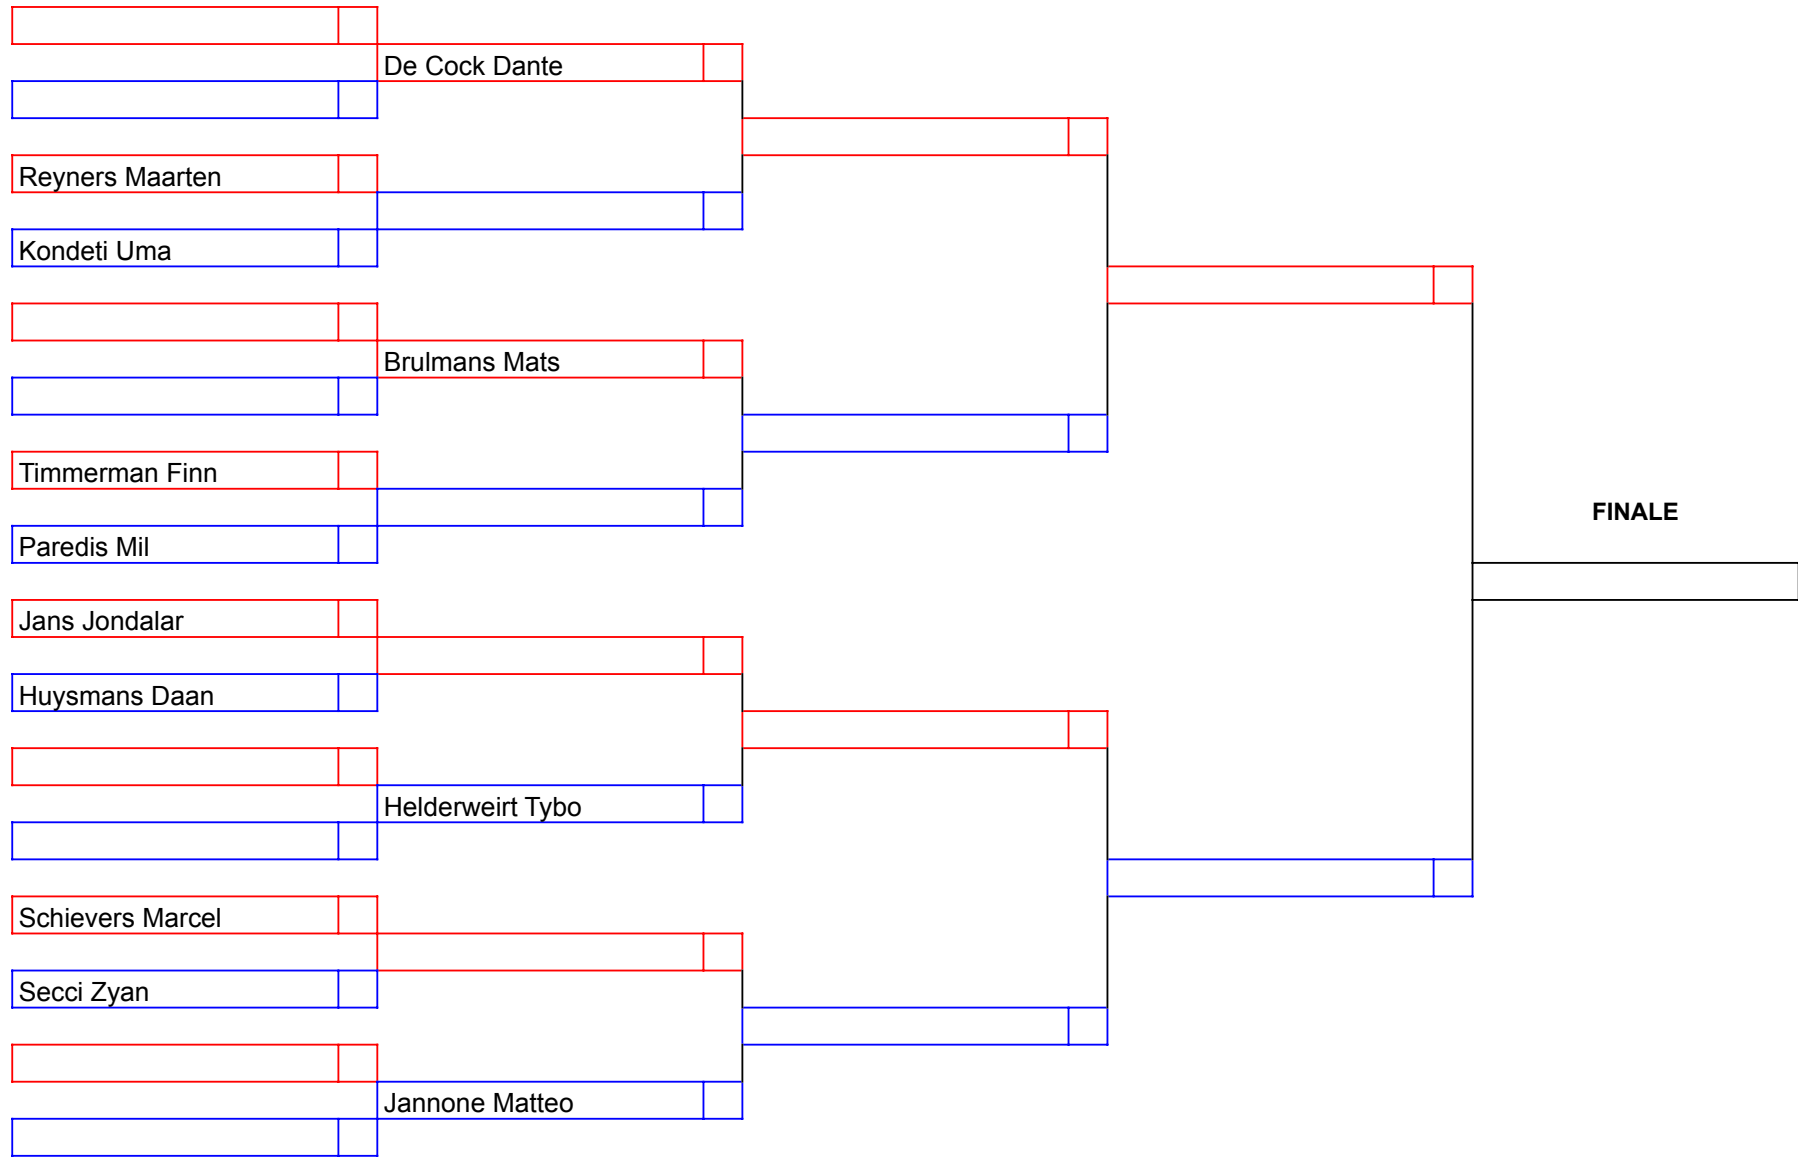 De Cock Dante
Reyners Maarten
Kondeti Uma
Brulmans Mats
Timmerman Finn
FINALE
Paredis Mil
Jans Jondalar
Huysmans Daan
Helderweirt Tybo
Schievers Marcel
Secci Zyan
Jannone Matteo